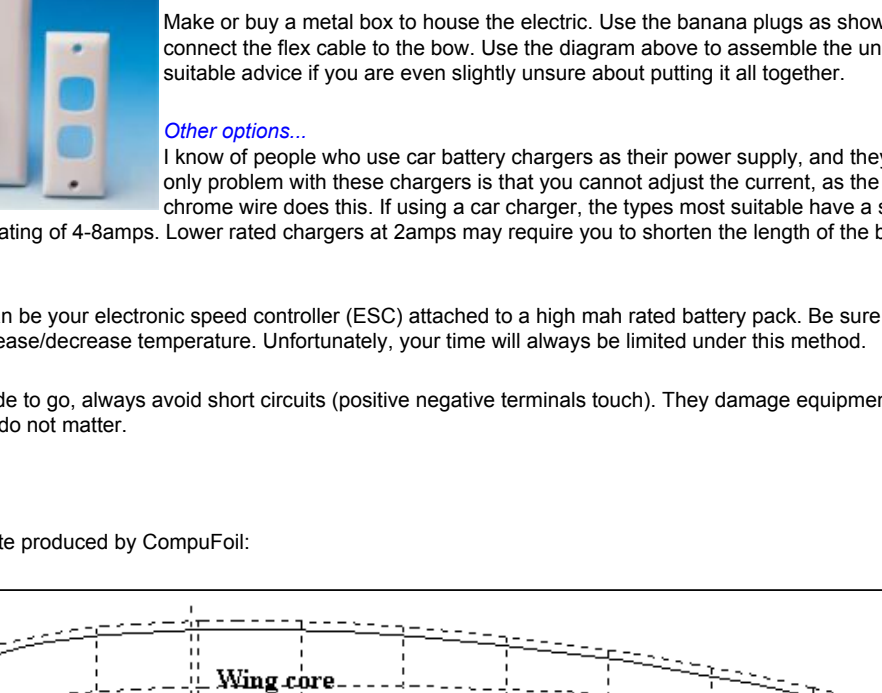 Make or buy a metal box to house the electric. Use the banana plugs as show
connect the flex cable to the bow. Use the diagram above to assemble the un
suitable advice if you are even slightly unsure about putting it all together.
Other options...
I know of people who use car battery chargers as their power supply, and they
only problem with these chargers is that you cannot adjust the current, as the
chrome wire does this. If using a car charger, the types most suitable have a s
ating of 4-8amps. Lower rated chargers at 2amps may require you to shorten the length of the b
n be your electronic speed controller (ESC) attached to a high mah rated battery pack. Be sure
ease/decrease temperature. Unfortunately, your time will always be limited under this method.
de to go, always avoid short circuits (positive negative terminals touch). They damage equipmen
do not matter.
te produced by CompuFoil:
Wing core